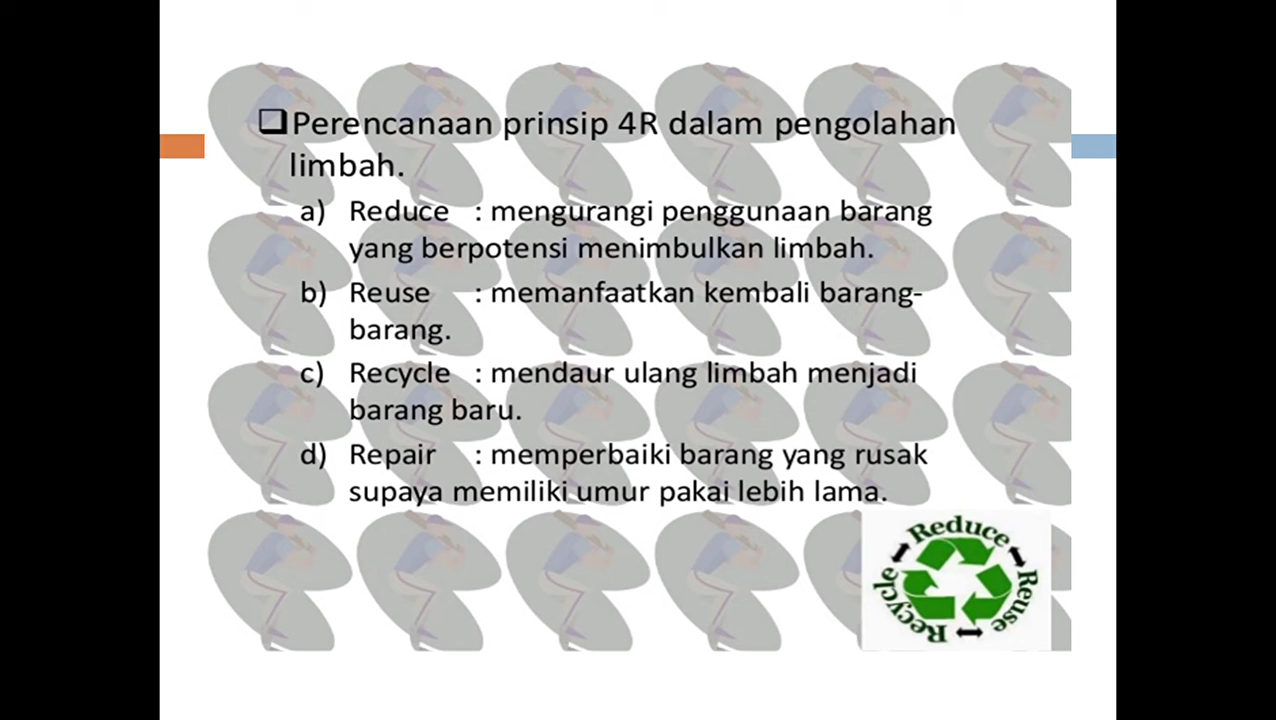 Perencanaan prinsip 4R dalam pengolahan
limbah.
a) Reduce : mengurangi penggunaan barang
yang berpotensi menimbulkan limbah.
b) Reuse : memanfaatkan kembali barang-
barang.
c) Recycle : mendaur ulang limbah menjadi
barang baru.
d) Repair : memperbaiki barang yang rusak
supaya memiliki umur pakai lebih lama.
Reduce
Reuse
Recycle